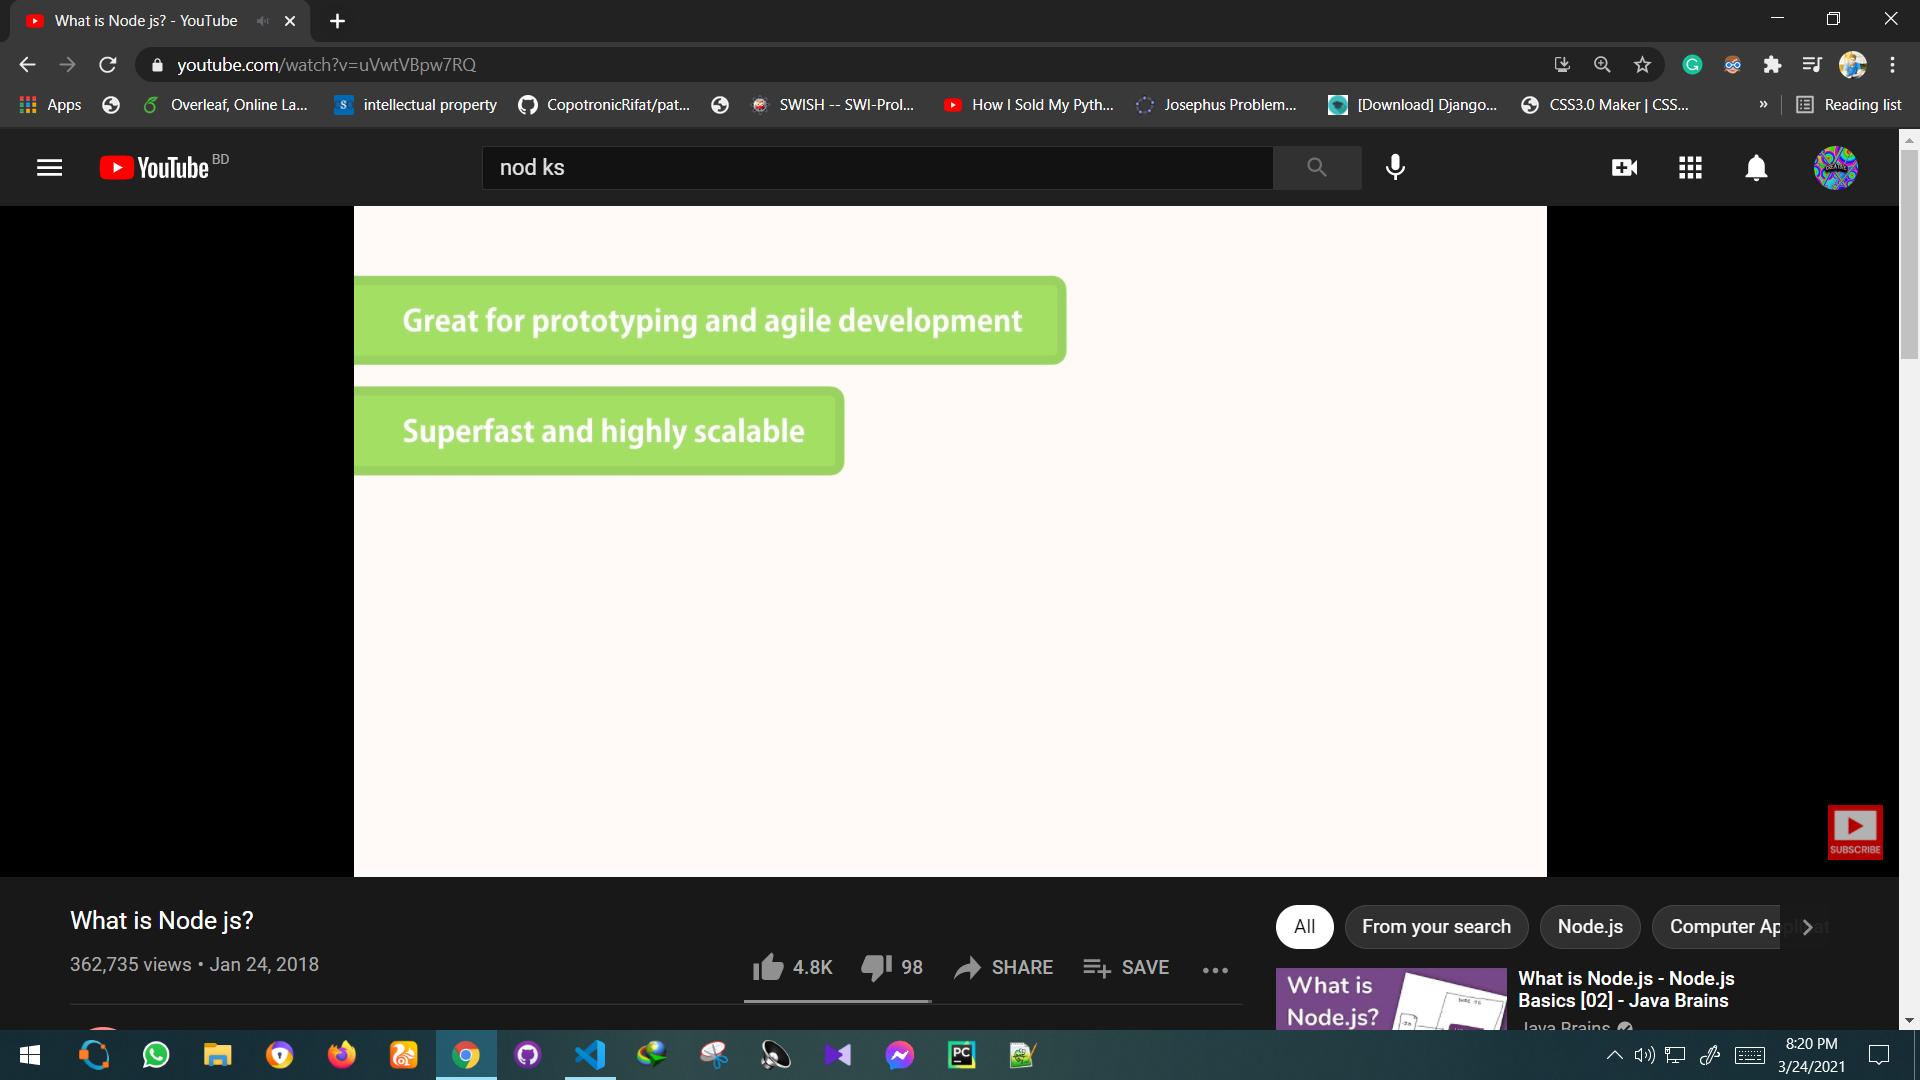 What is Node js? - YouTube
youtube.com/watch?v=uVwtVBpw7RQ
Apps
Overleaf, Online La...
intellectual property
CopotronicRifat/pat...
SWISH -- SWI-Prol...
How I Sold My Pyth...
Josephus Problem...
[Download] Django...
CSS3.0 Maker | CSS...
»
Reading list
YouTube BD
nod ks
Great for prototyping and agile development
Superfast and highly scalable
SUBSCRIBE
What is Node js?
362,735 views • Jan 24, 2018
4.8K
98
SHARE
SAVE
All
From your search
Node.js
Computer Ap
What is
Node.js?
What is Node.js - Node.js
Basics [02] - Java Brains
Java Brains
8:20 PM
3/24/2021